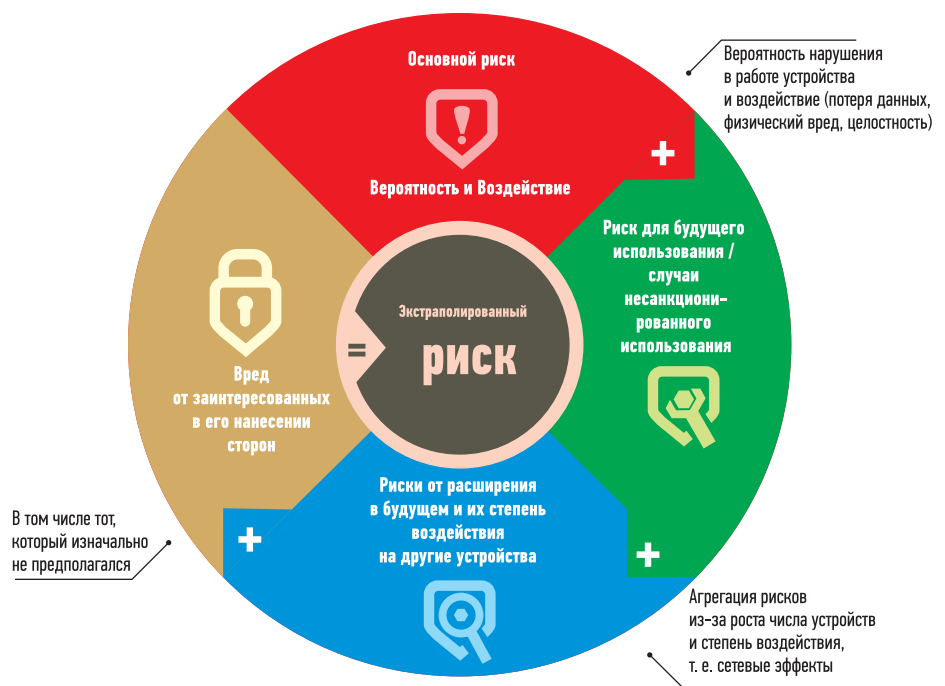 Основной риск
Вероятность и Воздействие
Вероятность нарушения
в работе устройства
и воздействие (потеря данных,
физический вред, целостность)
+
Риск для будущего
использования /
случаи
несанкциони-
рованного
использования
+
Агрегация рисков
из-за роста числа устройств
и степень воздействия,
т. е. сетевые эффекты
Риски от расширения
в будущем и их степень
воздействия
на другие устройства
+
В том числе тот,
который изначально
не предполагался
Вред
от заинтересованных
в его нанесении
сторон
=
Экстраполированный
риск